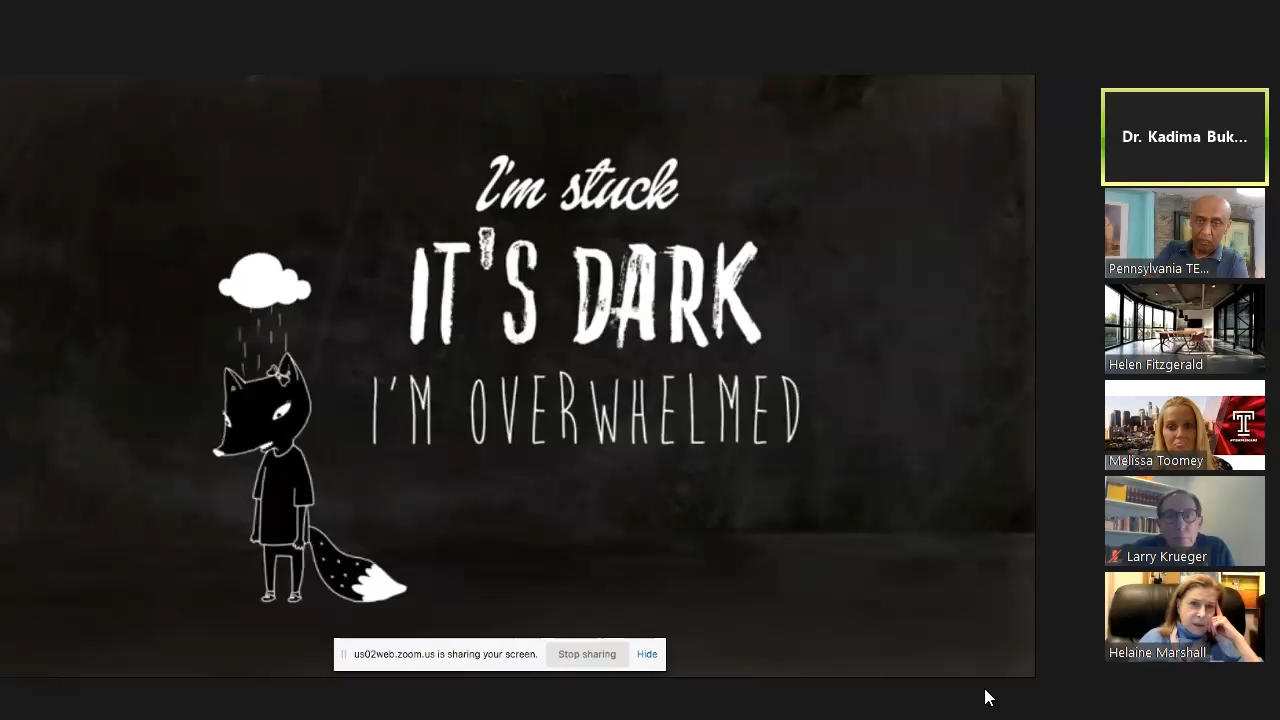 I'm stuck
IT'S DARK
I'M OVERWHELMED
us02web.zoom.us is sharing your screen.
Stop sharing
Hide
Dr. Kadima Buk...
Pennsylvania TE...
Helen Fitzgerald
T
Melissa Toomey
Larry Krueger
Helaine Marshall